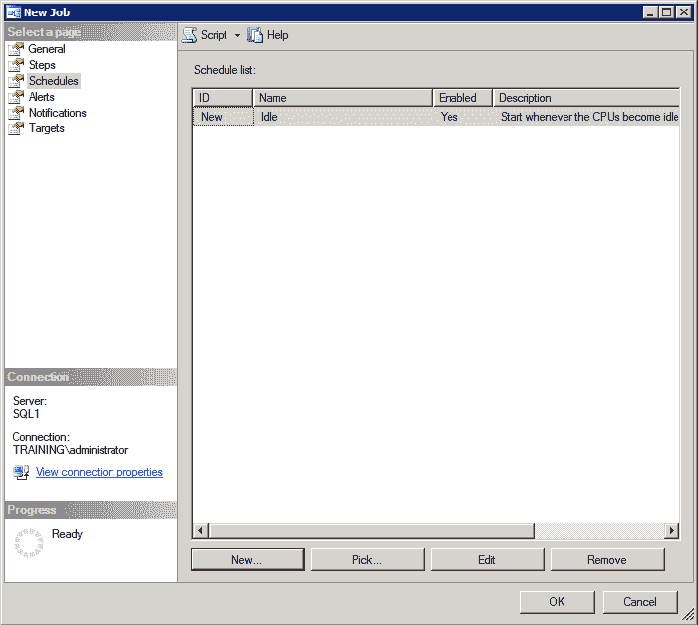 New Job
Select a page
General
Steps
Schedules
Alerts
Notifications
Targets
Connection
Server:
SQL1
Connection:
TRAINING\administrator
View connection properties
Progress
Ready
Script Help
Schedule list:
ID Name Enabled Description
New Idle Yes Start whenever the CPUs become idle
New... Pick... Edit Remove
OK Cancel